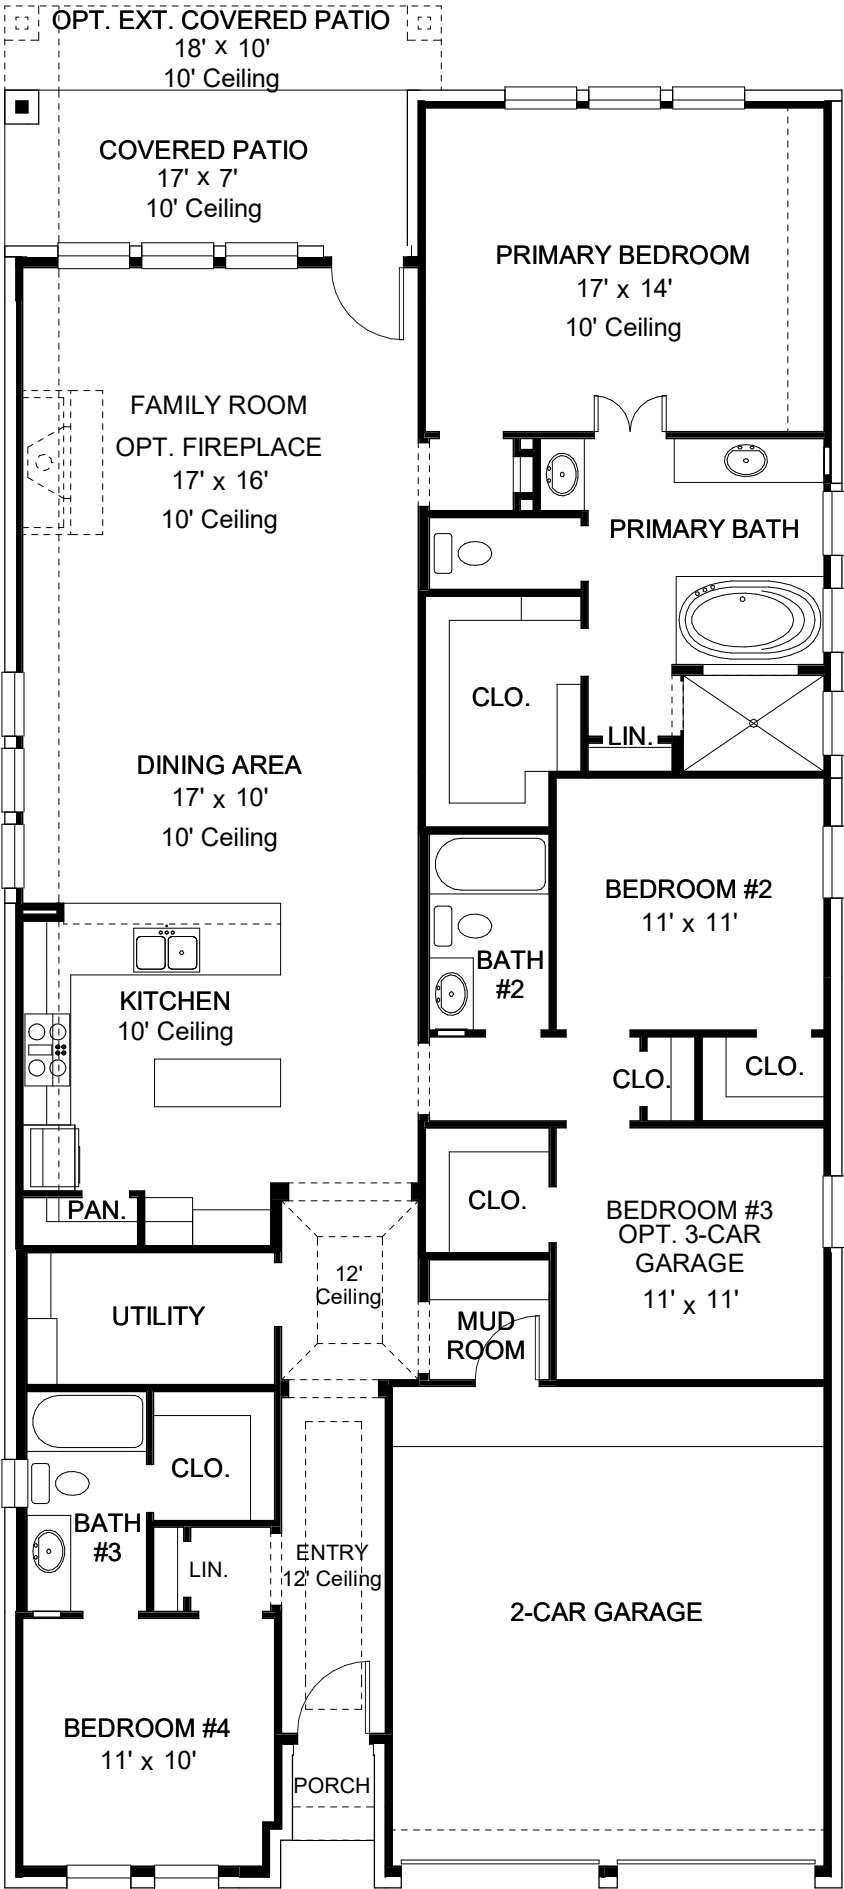 OPT. EXT. COVERED PATIO
18' x 10'
10' Ceiling
COVERED PATIO
17' x 7'
10' Ceiling
PRIMARY BEDROOM
17' x 14'
10' Ceiling
FAMILY ROOM
OPT. FIREPLACE
17' x 16'
10' Ceiling
PRIMARY BATH
CLO.
LIN.
DINING AREA
17' x 10'
10' Ceiling
BEDROOM #2
11' x 11'
BATH
#2
KITCHEN
10' Ceiling
CLO.
CLO.
PAN.
CLO.
BEDROOM #3
OPT. 3-CAR
GARAGE
11' x 11'
12'
Ceiling
UTILITY
MUD
ROOM
CLO.
BATH
#3
LIN.
ENTRY
12' Ceiling
2-CAR GARAGE
BEDROOM #4
11' x 10'
PORCH